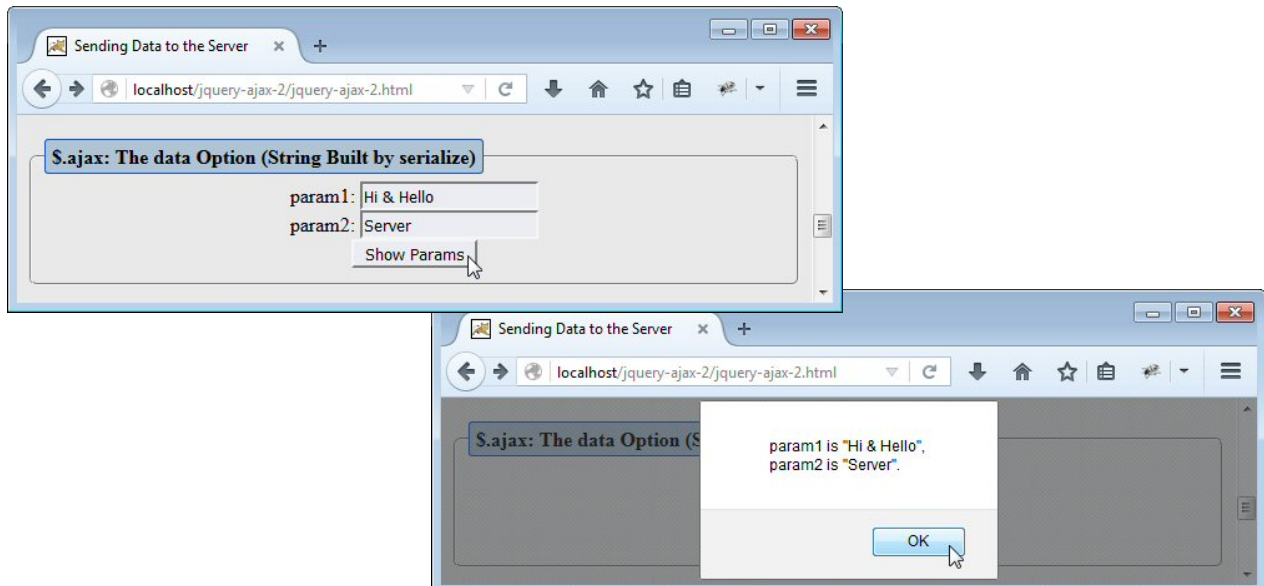 Sending Data to the Server
localhost/jquery-ajax-2/jquery-ajax-2.html
$.ajax: The data Option (String Built by serialize)
param1: Hi & Hello
param2: Server
Show Params
Sending Data to the Server
localhost/jquery-ajax-2/jquery-ajax-2.html
$.ajax: The data Option (S
param1 is "Hi & Hello",
param2 is "Server".
OK